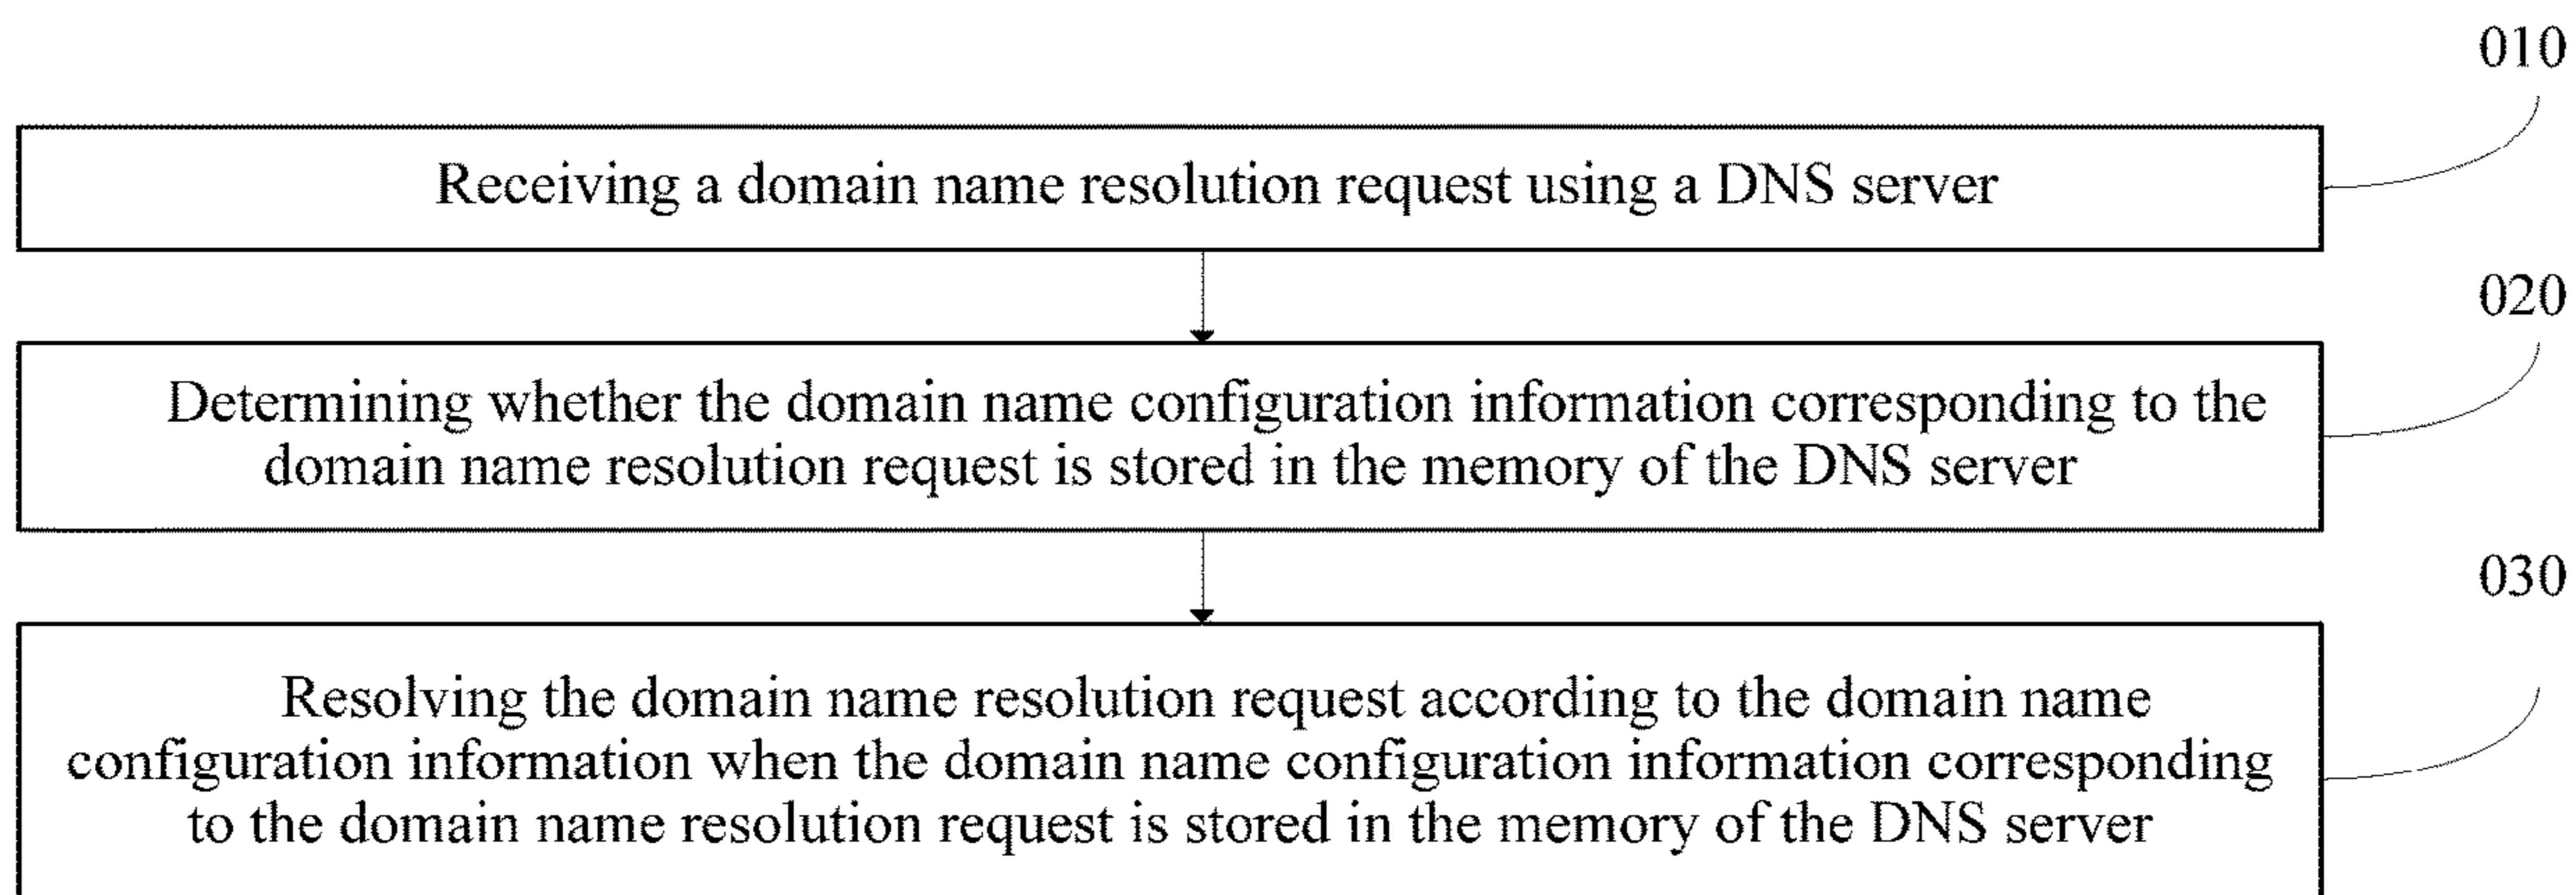 010
Receiving a domain name resolution request using a DNS server
020
Determining whether the domain name configuration information corresponding to the
domain name resolution request is stored in the memory of the DNS server
030
Resolving the domain name resolution request according to the domain name
configuration information when the domain name configuration information corresponding
to the domain name resolution request is stored in the memory of the DNS server